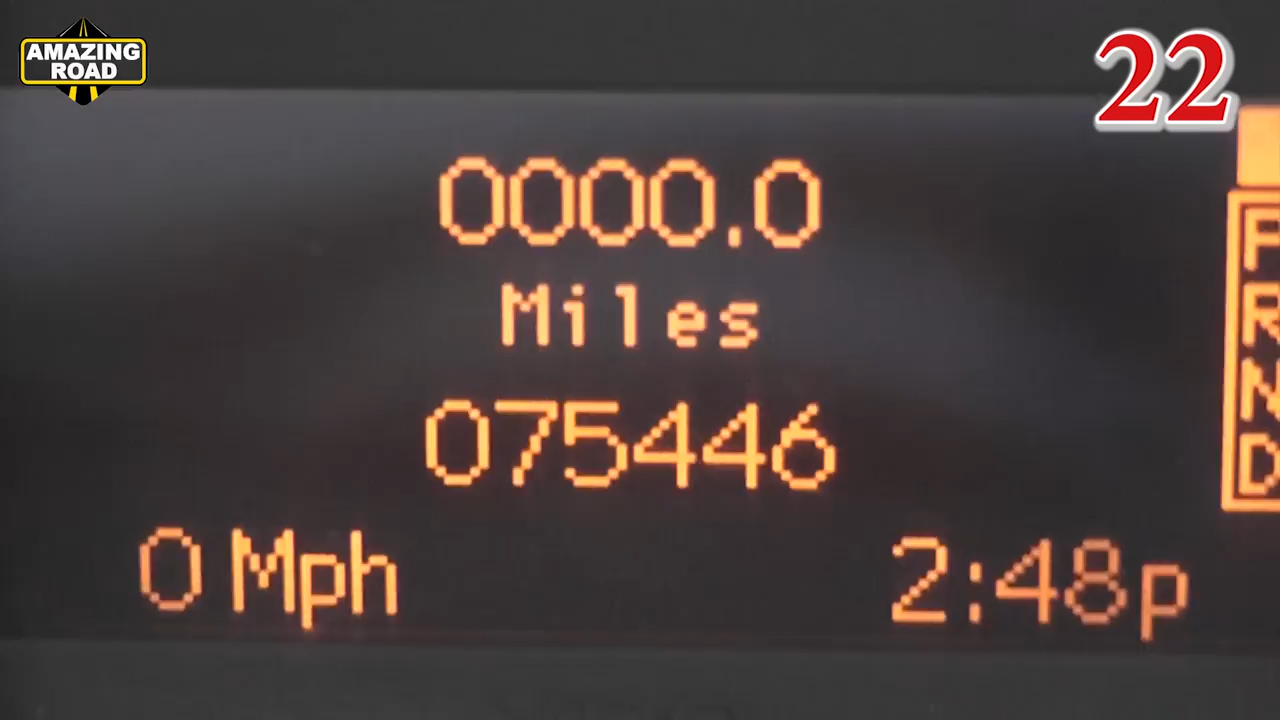 AMAZING
ROAD
22
0000.0
Miles
075446
0 Mph
2:48p
P
R
N
D